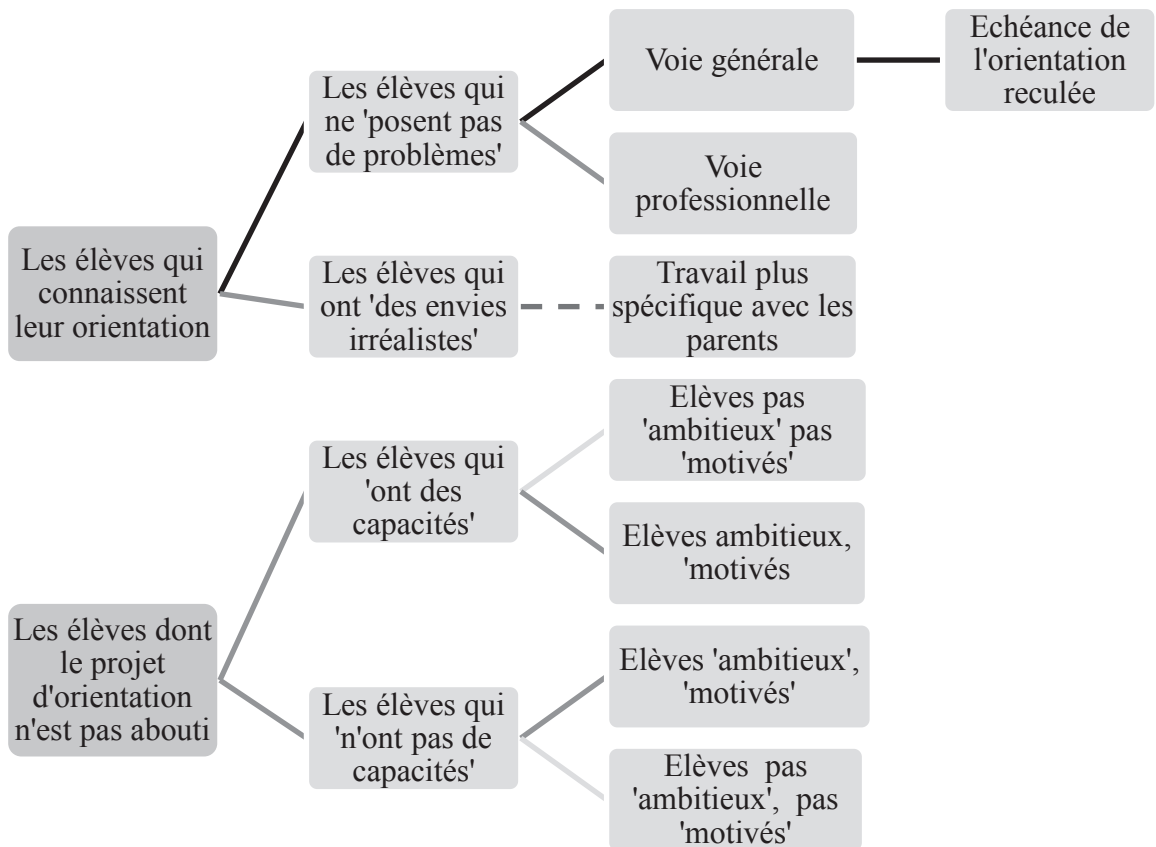 Les élèves qui
connaissent
leur orientation
Les élèves qui
ne 'posent pas
de problèmes'
Voie générale
Echéance de
l'orientation
reculée
Voie
professionnelle
Les élèves qui
ont 'des envies
irréalistes'
Travail plus
spécifique avec les
parents
Les élèves dont
le projet
d'orientation
n'est pas abouti
Les élèves qui
'ont des
capacités'
Elèves pas
'ambitieux' pas
'motivés'
Elèves ambitieux,
'motivés
Les élèves qui
'n'ont pas de
capacités'
Elèves 'ambitieux',
'motivés'
Elèves  pas
'ambitieux',  pas
'motivés'